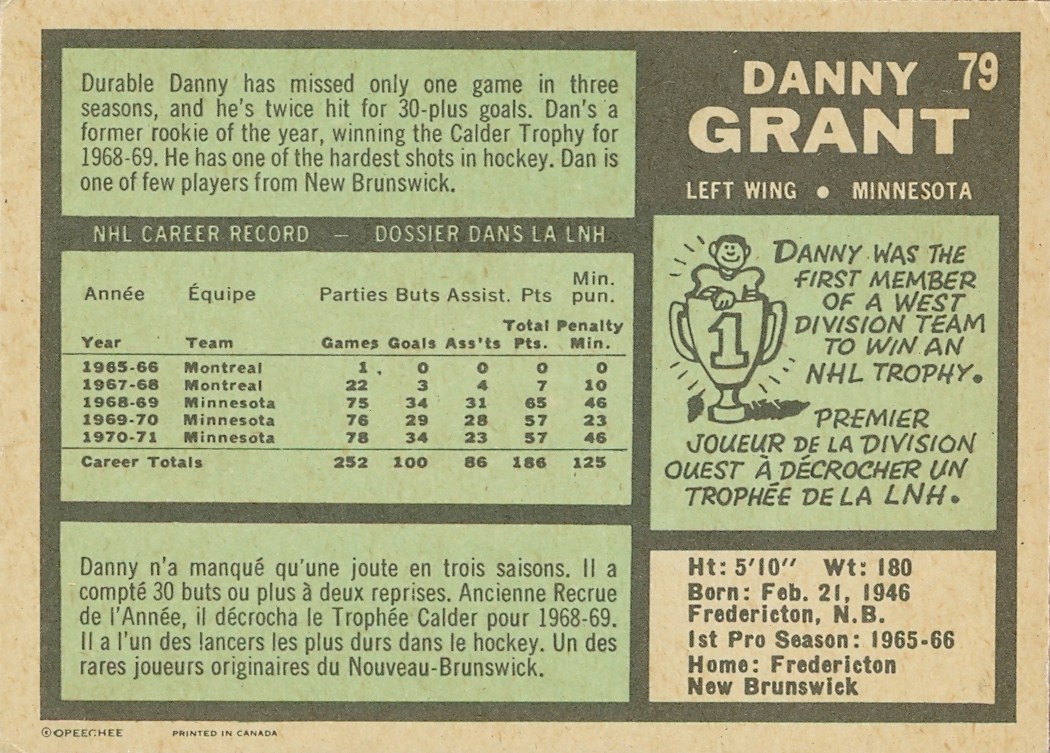 Durable Danny has missed only one game in three
seasons, and he's twice hit for 30-plus goals. Dan's a
former rookie of the year, winning the Calder Trophy for
1968-69. He has one of the hardest shots in hockey. Dan is
one of few players from New Brunswick.
DANNY 79
GRANT
LEFT WING ● MINNESOTA
NHL CAREER RECORD – DOSSIER DANS LA LNH
Année Équipe Parties Buts Assist. Pts Min. pun.
Year Team Games Goals Ass'ts Total Pts. Penalty Min.
1965-66 Montreal 1 0 0 0 0
1967-68 Montreal 22 3 4 7 10
1968-69 Minnesota 75 34 31 65 46
1969-70 Minnesota 76 29 28 57 23
1970-71 Minnesota 78 34 23 57 46
Career Totals 252 100 86 186 125
Danny n'a manqué qu'une joute en trois saisons. Il a
compté 30 buts ou plus à deux reprises. Ancienne Recrue
de l'Année, il décrocha le Trophée Calder pour 1968-69.
Il a l'un des lancers les plus durs dans le hockey. Un des
rares joueurs originaires du Nouveau-Brunswick.
1
DANNY WAS THE
FIRST MEMBER
OF A WEST
DIVISION TEAM
TO WIN AN
NHL TROPHY.
PREMIER
JOUEUR DE LA DIVISION
OUEST À DÉCROCHER UN
TROPHÉE DE LA LNH.
Ht: 5'10" Wt: 180
Born: Feb. 21, 1946
Fredericton, N.B.
1st Pro Season: 1965-66
Home: Fredericton
New Brunswick
© OPEECHEE PRINTED IN CANADA